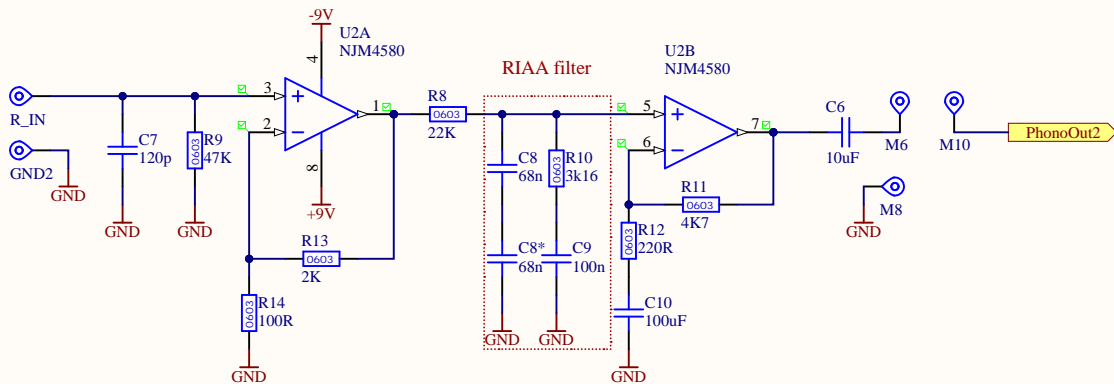 -9V
U2A
NJM4580
4
3
1
2
8
+9V
R_IN
GND2
GND
C7
120p
GND
R9
0603
47K
GND
R13
0603
2K
R14
0603
100R
GND
R8
0603
22K
RIAA filter
C8
68n
R10
0603
3k16
C8*
68n
C9
100n
GND
GND
U2B
NJM4580
5
7
6
R11
0603
4K7
R12
0603
220R
C10
100uF
GND
C6
10uF
M6
M10
PhonoOut2
M8
GND